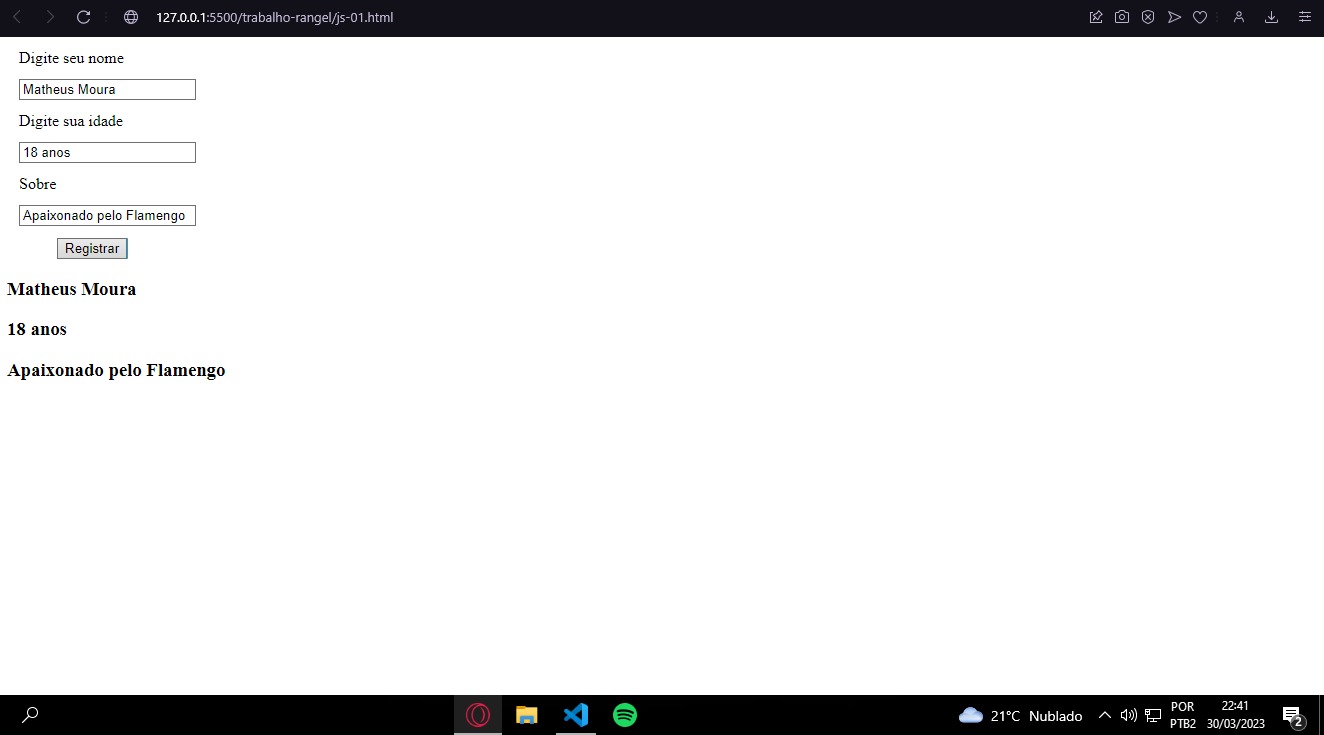 127.0.0.1:5500/trabalho-rangel/js-01.html
Digite seu nome
Matheus Moura
Digite sua idade
18 anos
Sobre
Apaixonado pelo Flamengo
Registrar
Matheus Moura
18 anos
Apaixonado pelo Flamengo
21°C Nublado
POR
PTB2
22:41
30/03/2023
2